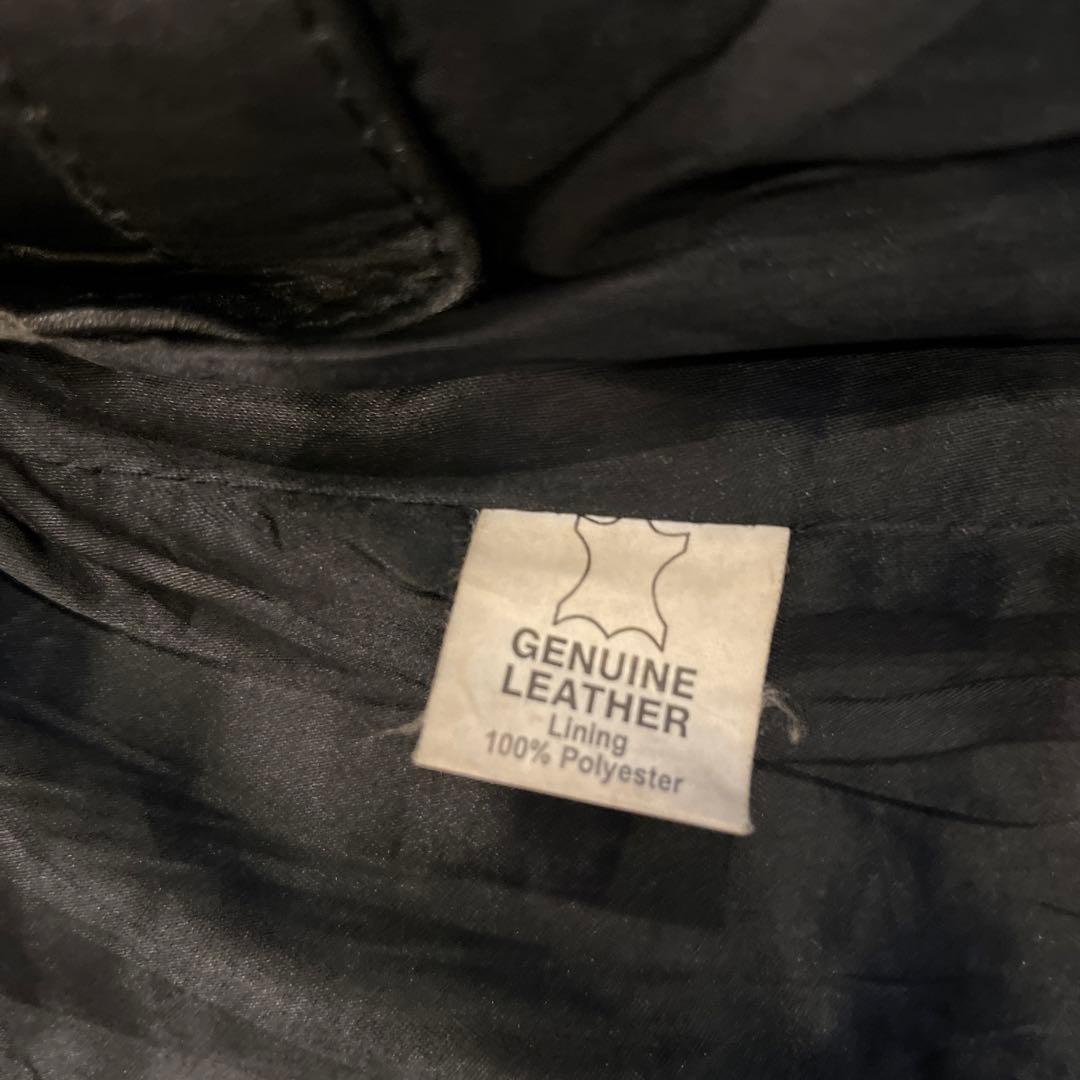 GENUINE
LEATHER
Lining
100% Polyester